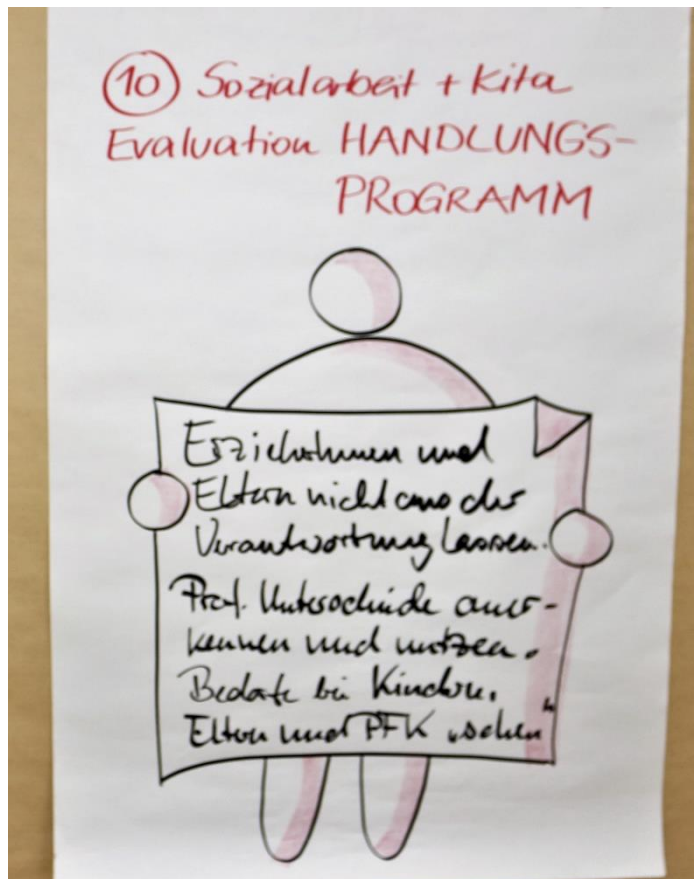 10 Sozialarbeit + Kita
Evaluation HANDLUNGS-
PROGRAMM
Erzieherinnen und
Eltern nicht aus der
Verantwortung lassen.
Prof. Unterschiede aner-
kennen und nutzen.
Bedarfe bei Kindern,
Eltern und PFK „sehen“